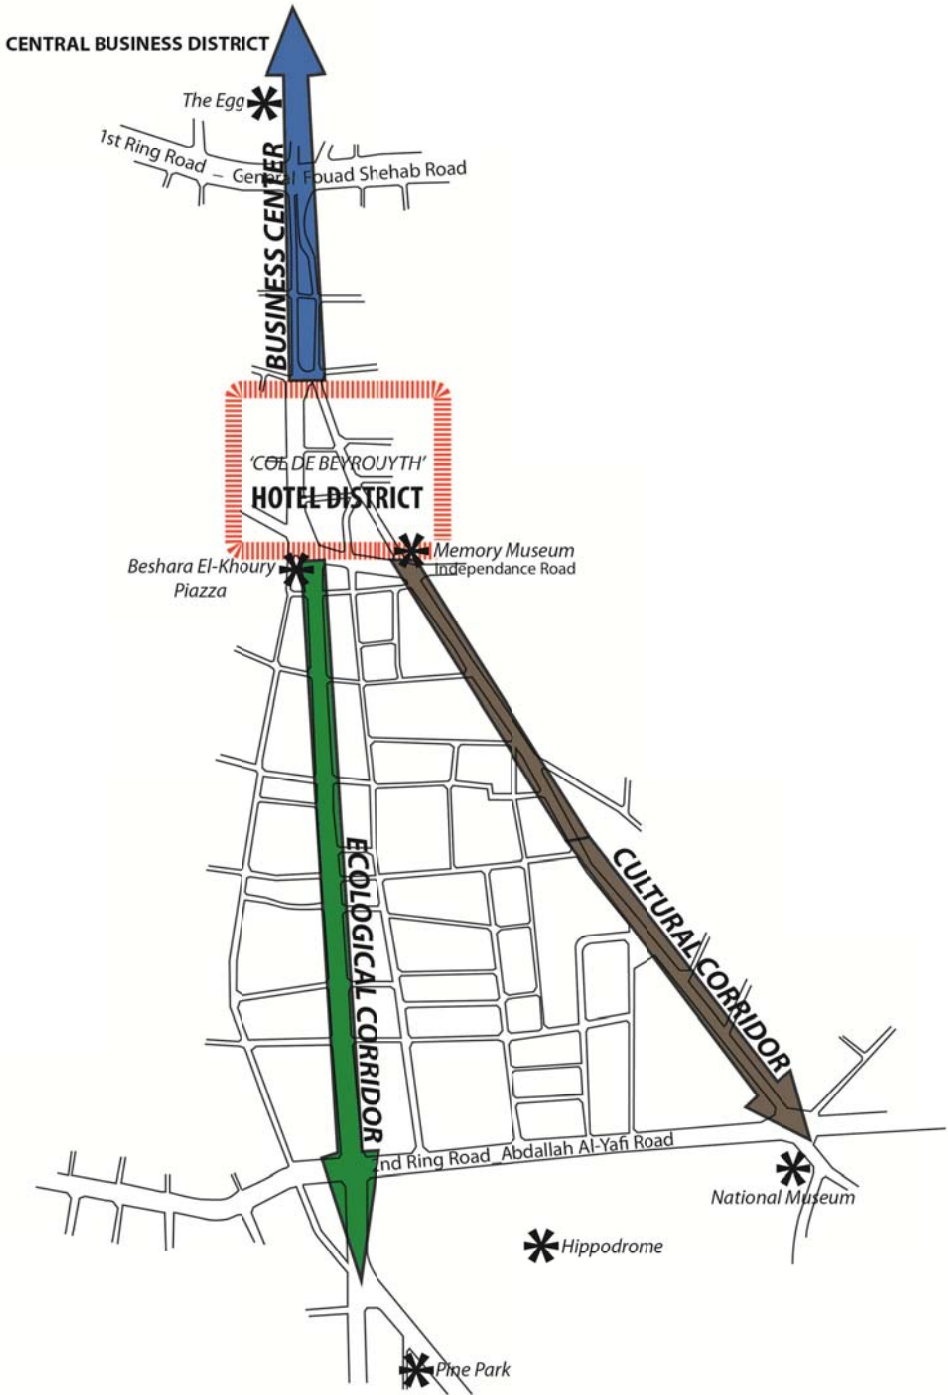 CENTRAL BUSINESS DISTRICT
The Egg
1st Ring Road – General Fouad Shehab Road
BUSINESS CENTER
'COL DE BEYROUYTH'
HOTEL DISTRICT
Memory Museum
Independance Road
Beshara El-Khoury
Piazza
ECOLOGICAL CORRIDOR
CULTURAL CORRIDOR
2nd Ring Road_Abdallah Al-Yafi Road
National Museum
Hippodrome
Pine Park